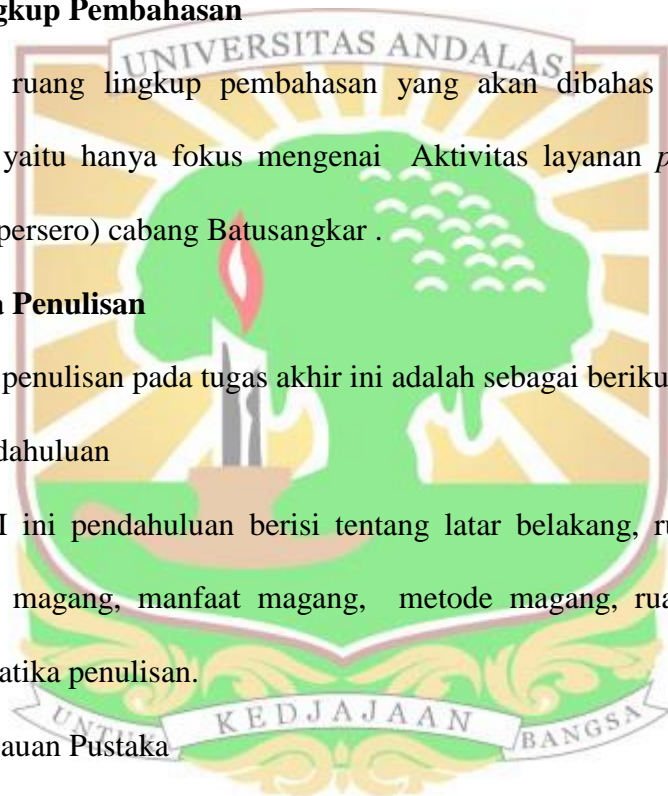 gkup Pembahasan
UNIVERSITAS ANDALAS
ruang lingkup pembahasan yang akan dibahas
yaitu hanya fokus mengenai Aktivitas layanan p
persero) cabang Batusangkar .
a Penulisan
penulisan pada tugas akhir ini adalah sebagai beriku
dahuluan
I ini pendahuluan berisi tentang latar belakang, ru
magang, manfaat magang, metode magang, rua
atika penulisan.
UNTUK KEDJAJAAN BANGSA
auan Pustaka